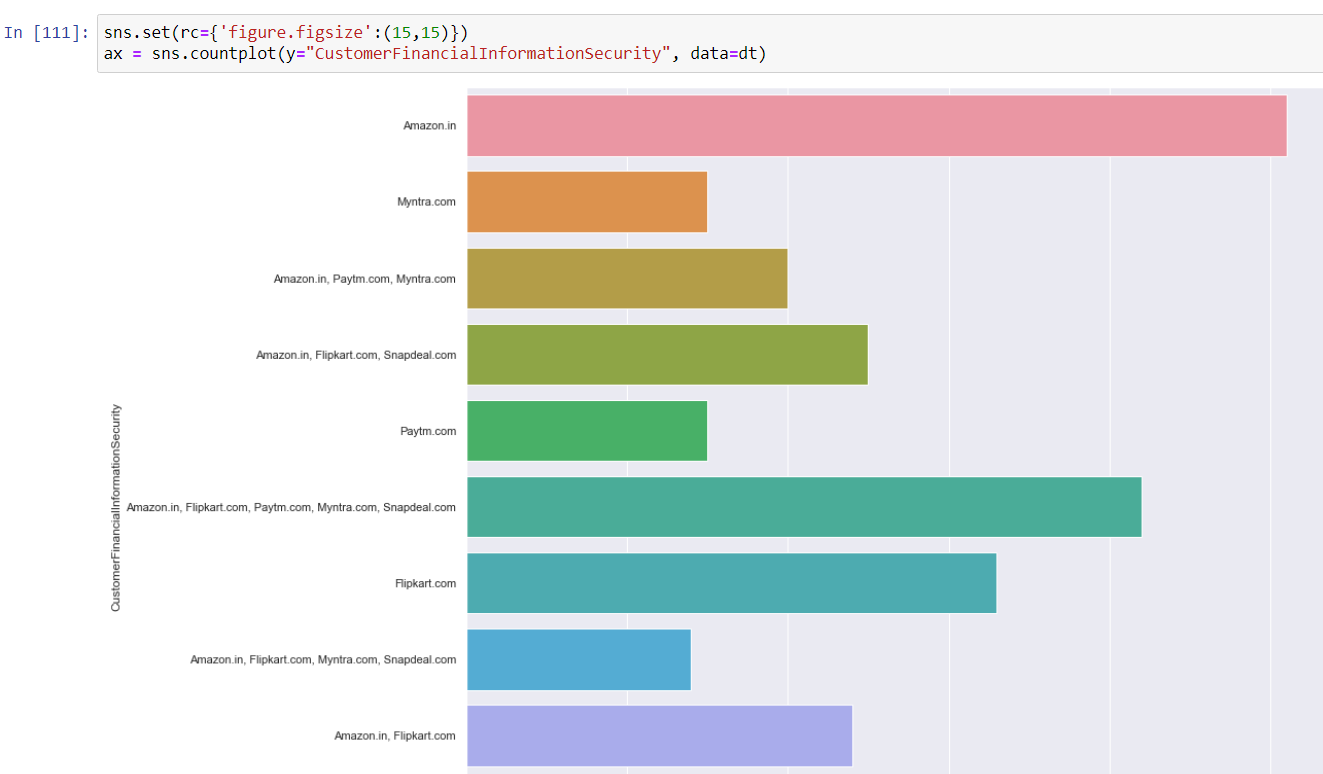 In [111]: sns.set(rc={'figure.figsize':(15,15)})
ax = sns.countplot(y="CustomerFinancialInformationSecurity", data=dt)
Amazon.in
Myntra.com
Amazon.in, Paytm.com, Myntra.com
Amazon.in, Flipkart.com, Snapdeal.com
Paytm.com
CustomerFinancialInformationSecurity
Amazon.in, Flipkart.com, Paytm.com, Myntra.com, Snapdeal.com
Flipkart.com
Amazon.in, Flipkart.com, Myntra.com, Snapdeal.com
Amazon.in, Flipkart.com